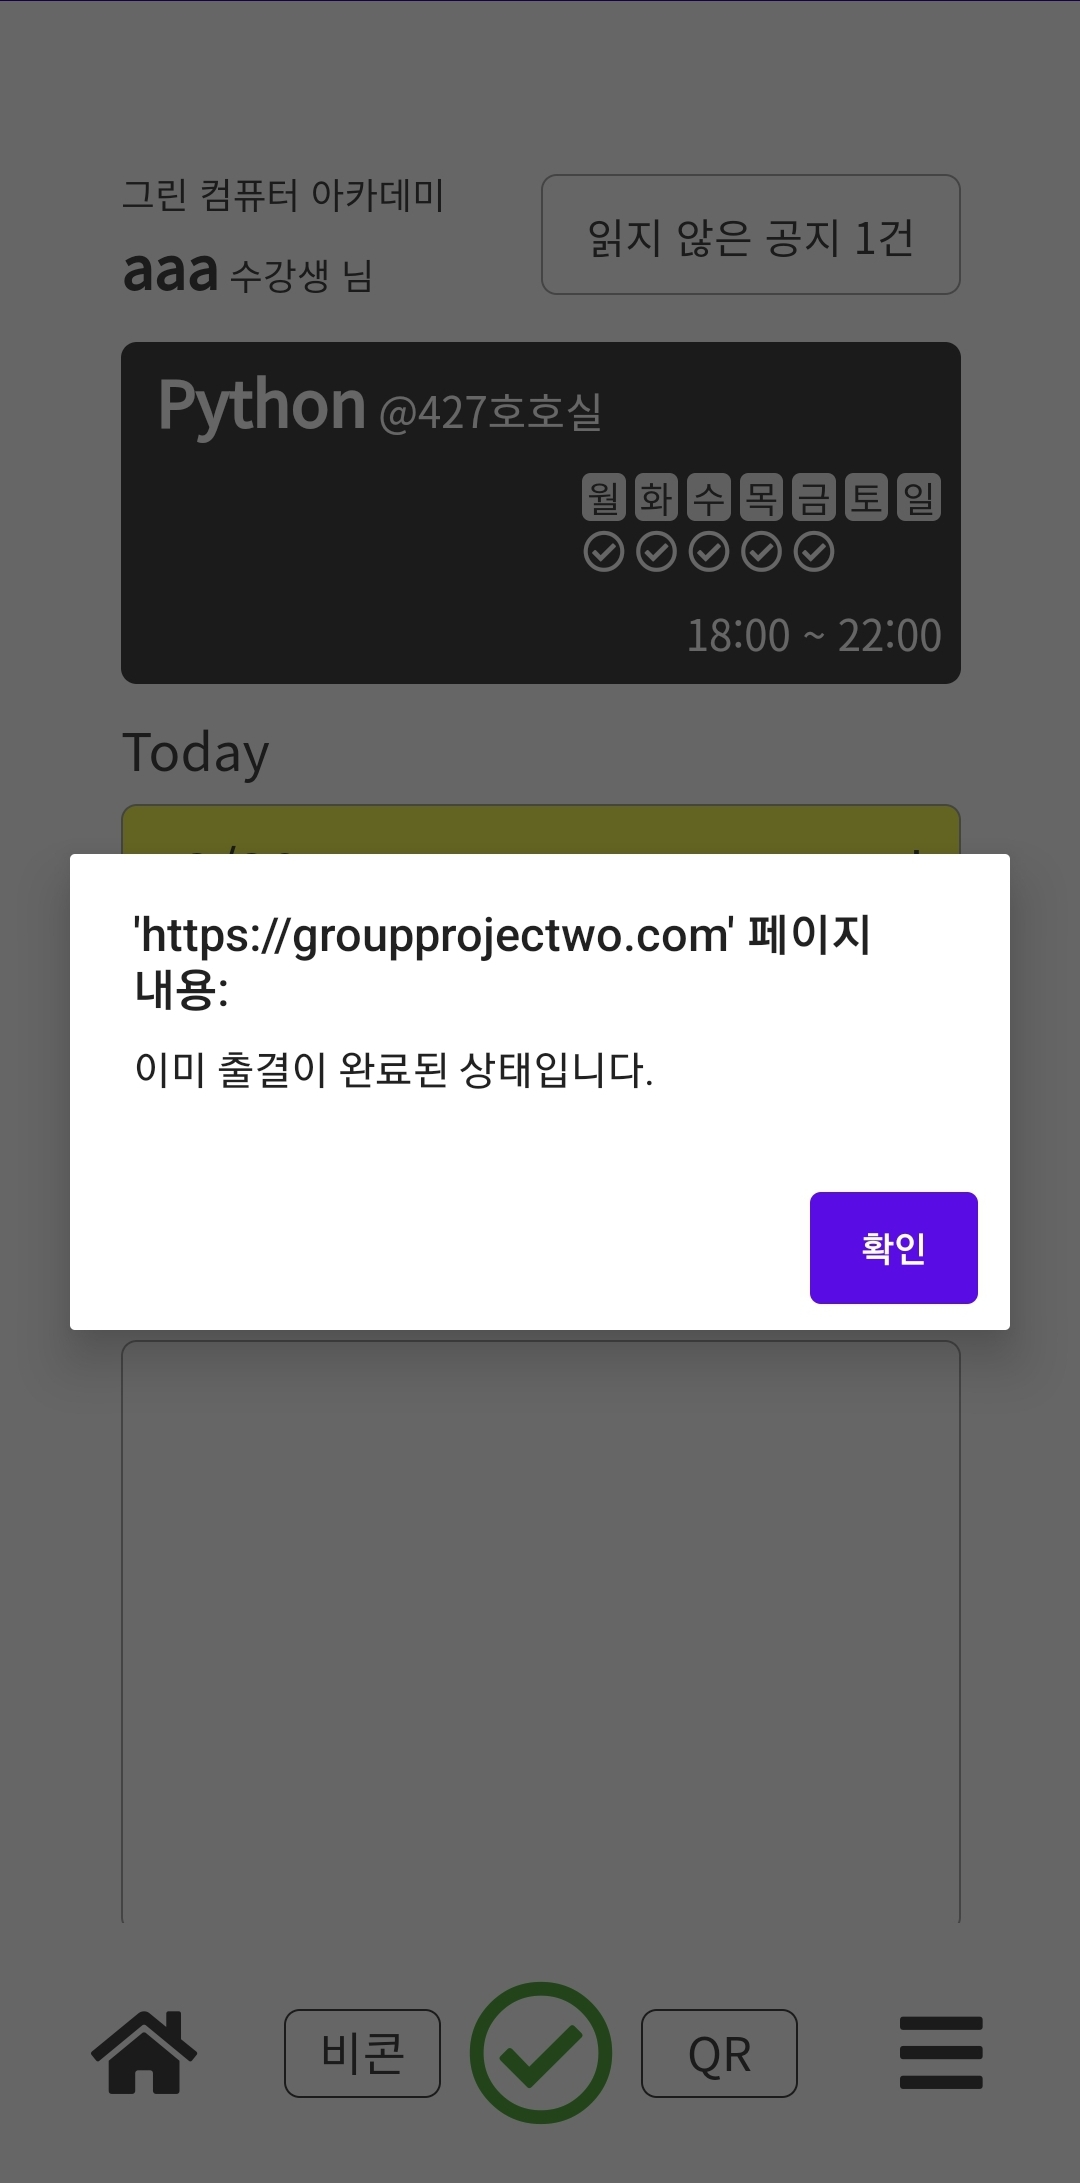 그린 컴퓨터 아카데미
읽지 않은 공지 1건
aaa 수강생 님
Python @427호호실
월 화 수 목 금 토 일
18:00 ~ 22:00
Today
'https://groupprojectwo.com' 페이지
내용:
이미 출결이 완료된 상태입니다.
확인
비콘
QR